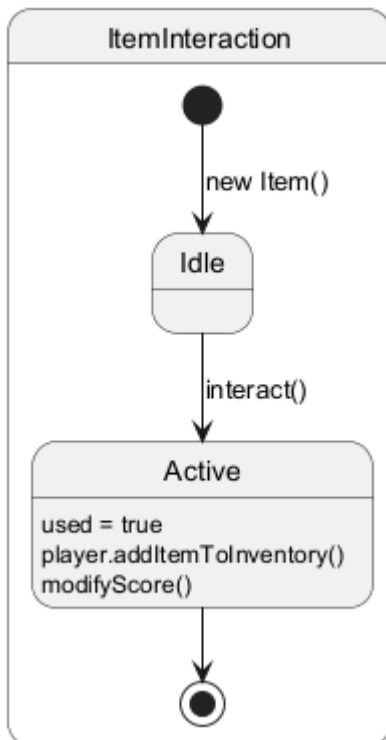 ItemInteraction
new Item()
Idle
interact()
Active
used = true
player.addItemToInventory()
modifyScore()